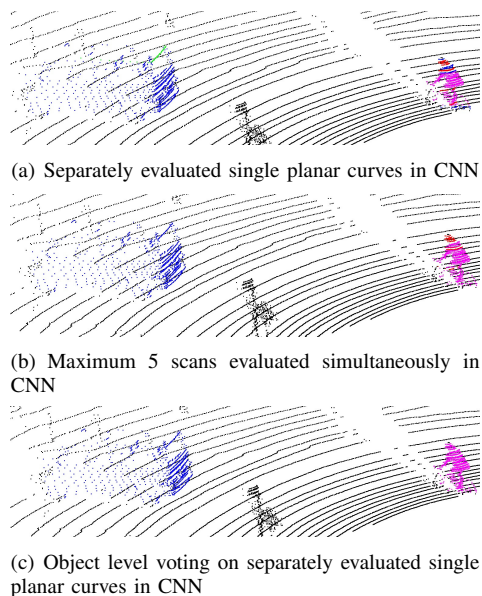 (a) Separately evaluated single planar curves in CNN
(b) Maximum 5 scans evaluated simultaneously in
CNN
(c) Object level voting on separately evaluated single
planar curves in CNN